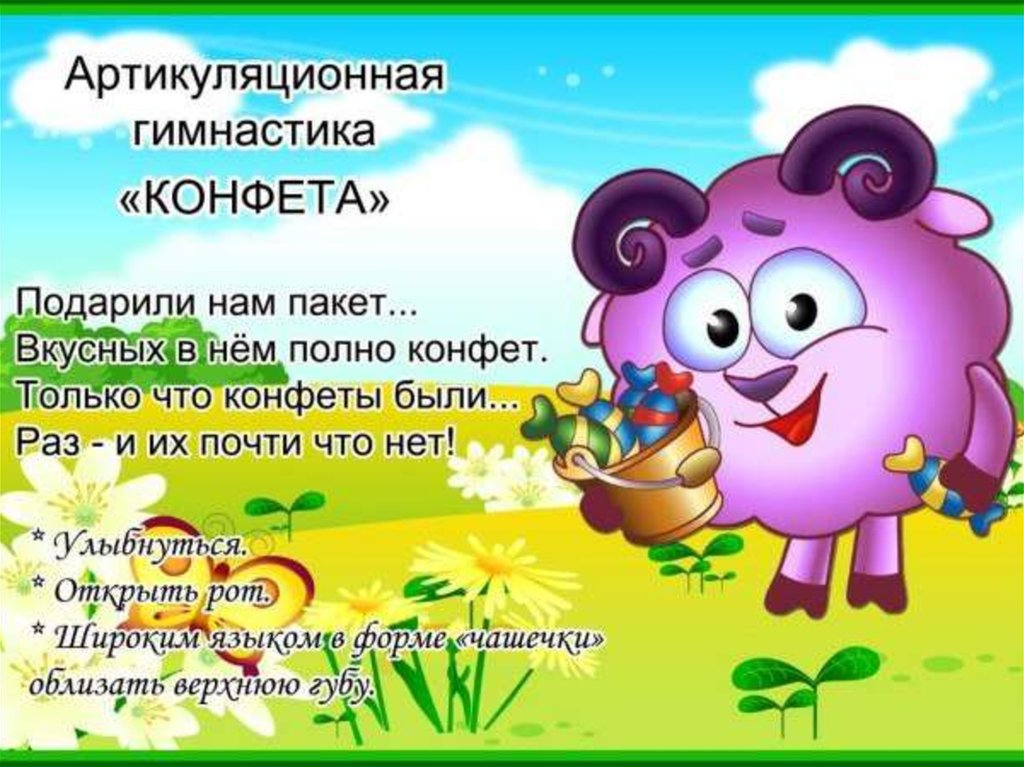 Артикуляционная
гимнастика
«КОНФЕТА»
Подарили нам пакет...
Вкусных в нём полно конфет.
Только что конфеты были...
Раз - и их почти что нет!
* Улыбнуться.
* Открыть рот.
* Широким языком в форме «чашечки»
облизать верхнюю губу.